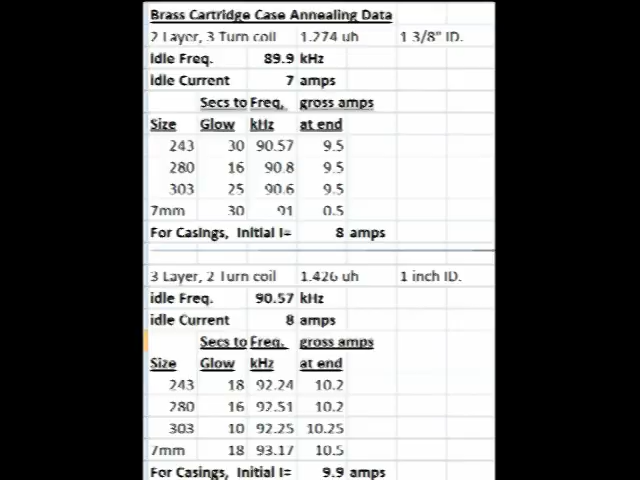 Brass Cartridge Case Annealing Data
2 Layer, 3 Turn coil 1.274 uh 1 3/8" ID.
Idle Freq. 89.9 kHz
Idle Current 7 amps
Secs to Freq, gross amps
Size Glow kHz at end
243 30 90.57 9.5
280 16 90.8 9.5
303 25 90.6 9.5
7mm 30 91 0.5
For Casings, Initial I= 8 amps
3 Layer, 2 Turn coil 1.426 uh 1 inch ID.
idle Freq. 90.57 kHz
idle Current 8 amps
Secs to Freq. gross amps
Size Glow kHz at end
243 18 92.24 10.2
280 16 92.51 10.2
303 10 92.25 10.25
7mm 18 93.17 10.5
For Casings, Initial I= 9.9 amps